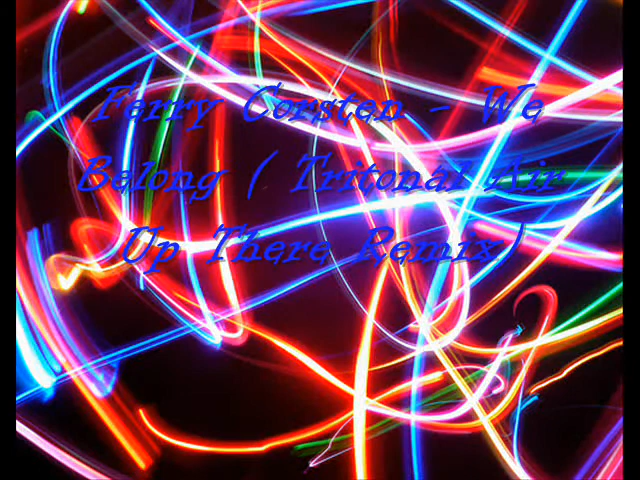 Ferry Corsten - We
Belong ( Tritonal Air
Up There Remix)